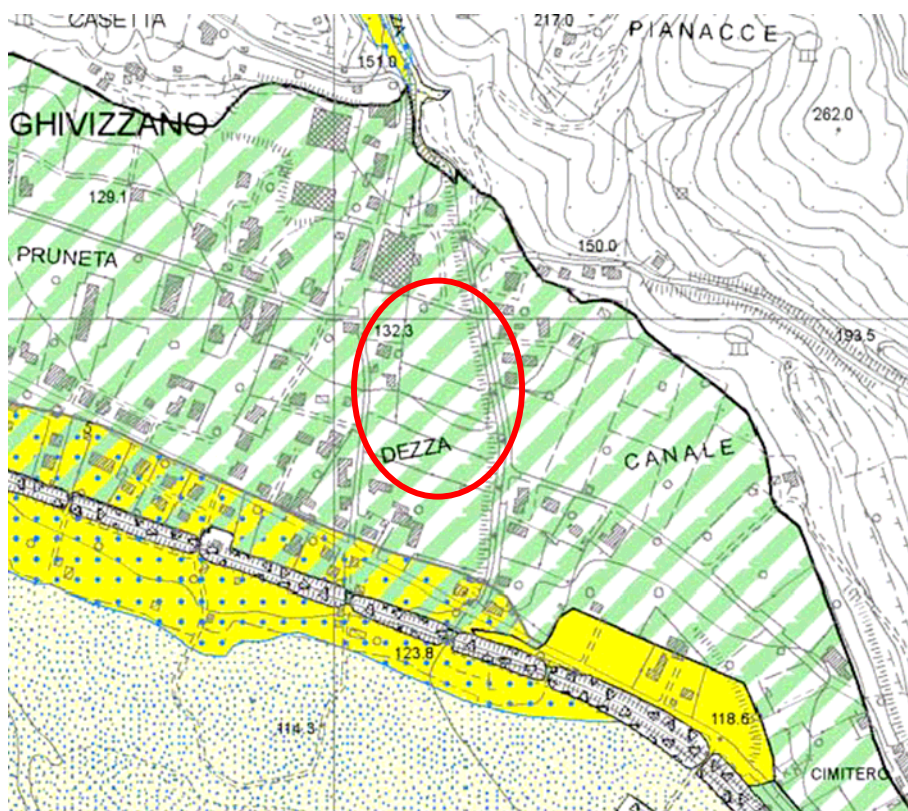 CASETTA
217.0
PIANACCE
151.0
262.0
GHIVIZZANO
129.1
150.0
PRUNETA
132.3
193.5
DEZZA
CANALE
123.8
118.6
114.3
CIMITERO